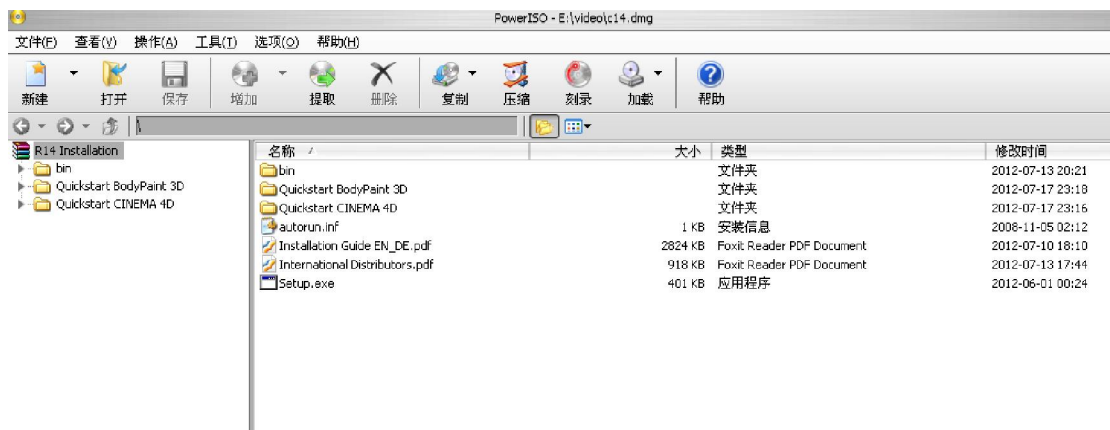 PowerISO - E:\video\c14.dmg
文件(F) 查看(V) 操作(A) 工具(T) 选项(O) 帮助(H)
新建 打开 保存 增加 提取 删除 复制 压缩 刻录 加载 帮助
\
R14 Installation
bin
Quickstart BodyPaint 3D
Quickstart CINEMA 4D
名称 / 大小 类型 修改时间
bin 文件夹 2012-07-13 20:21
Quickstart BodyPaint 3D 文件夹 2012-07-17 23:18
Quickstart CINEMA 4D 文件夹 2012-07-17 23:16
autorun.inf 1 KB 安装信息 2008-11-05 02:12
Installation Guide EN_DE.pdf 2824 KB Foxit Reader PDF Document 2012-07-10 18:10
International Distributors.pdf 918 KB Foxit Reader PDF Document 2012-07-13 17:44
Setup.exe 401 KB 应用程序 2012-06-01 00:24